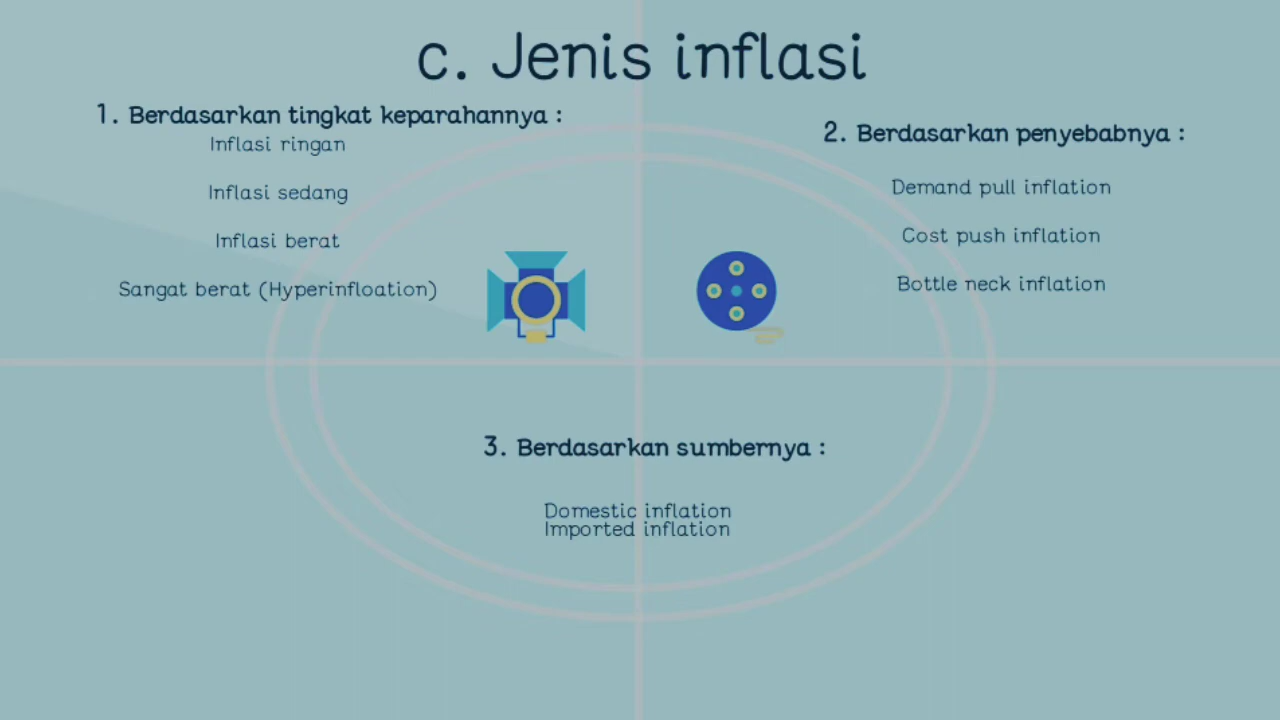 c. Jenis inflasi
1. Berdasarkan tingkat keparahannya :
Inflasi ringan
Inflasi sedang
Inflasi berat
Sangat berat (Hyperinfloation)
2. Berdasarkan penyebabnya :
Demand pull inflation
Cost push inflation
Bottle neck inflation
3. Berdasarkan sumbernya :
Domestic inflation
Imported inflation